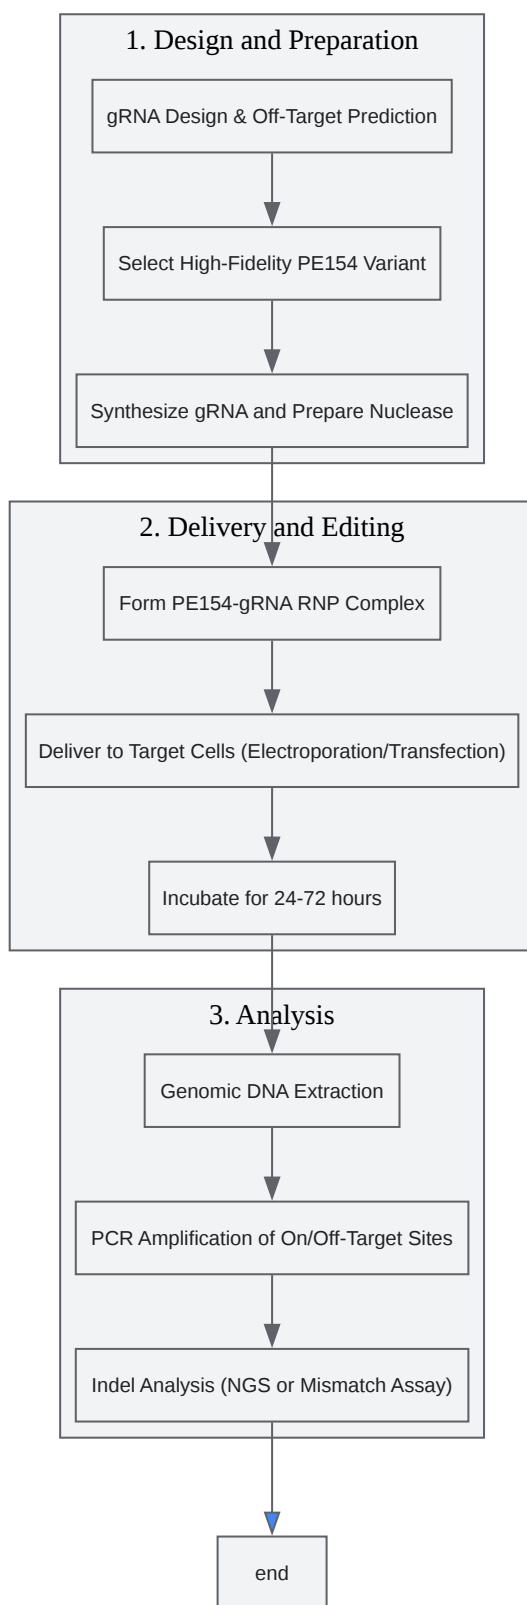 1. Design and Preparation
gRNA Design & Off-Target Prediction
Select High-Fidelity PE154 Variant
Synthesize gRNA and Prepare Nuclease
2. Delivery and Editing
Form PE154-gRNA RNP Complex
Deliver to Target Cells (Electroporation/Transfection)
Incubate for 24-72 hours
3. Analysis
Genomic DNA Extraction
PCR Amplification of On/Off-Target Sites
Indel Analysis (NGS or Mismatch Assay)
end